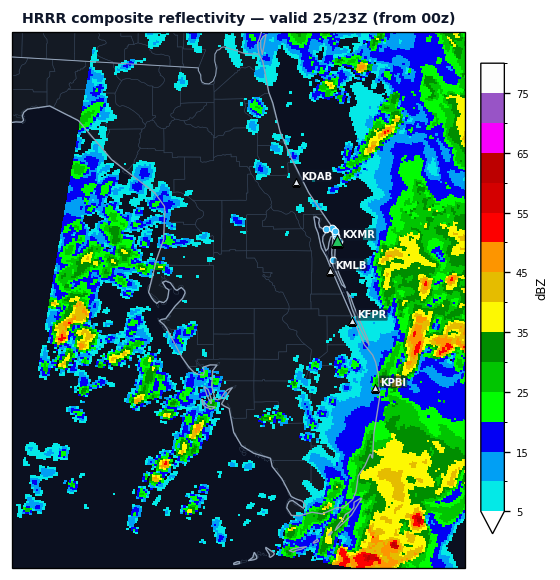 HRRR composite reflectivity — valid 25/23Z (from 00z)
KDAB
KXMR
KMLB
KFPR
KPBI
75
65
55
45
35
25
15
5
dBZ